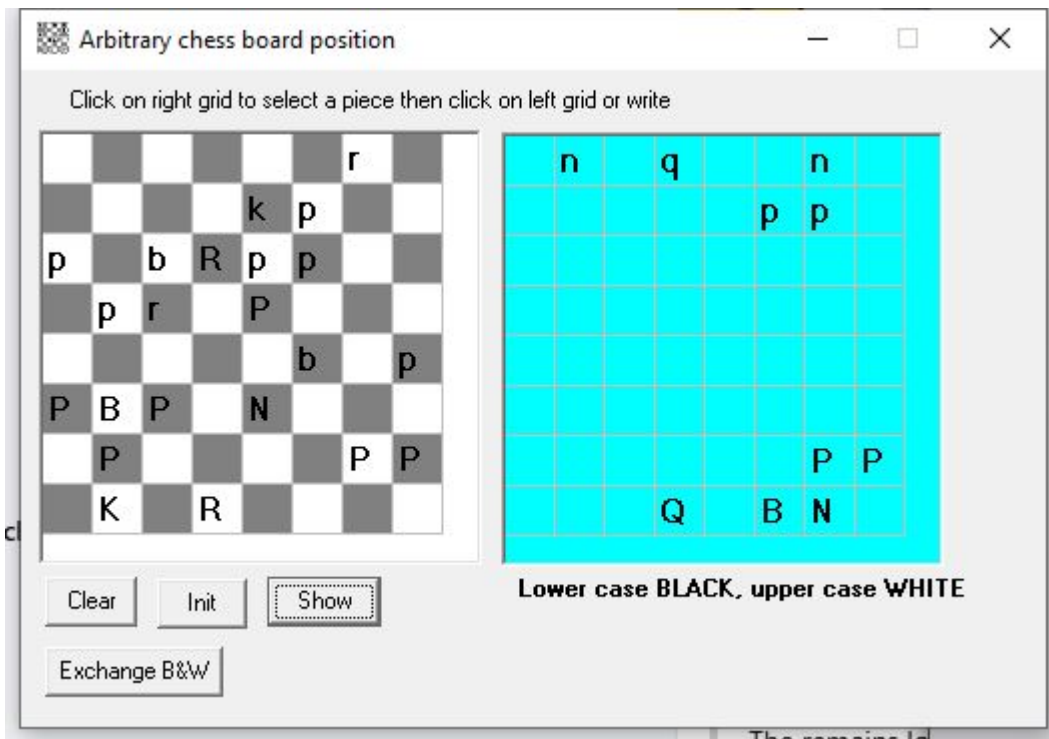 Arbitrary chess board position
Click on right grid to select a piece then click on left grid or write
r
k p
p b R p p
p r P
b p
P B P N
P P P
K R
n q n
p p
P P
Q B N
Lower case BLACK, upper case WHITE
Clear Init Show
Exchange B&W